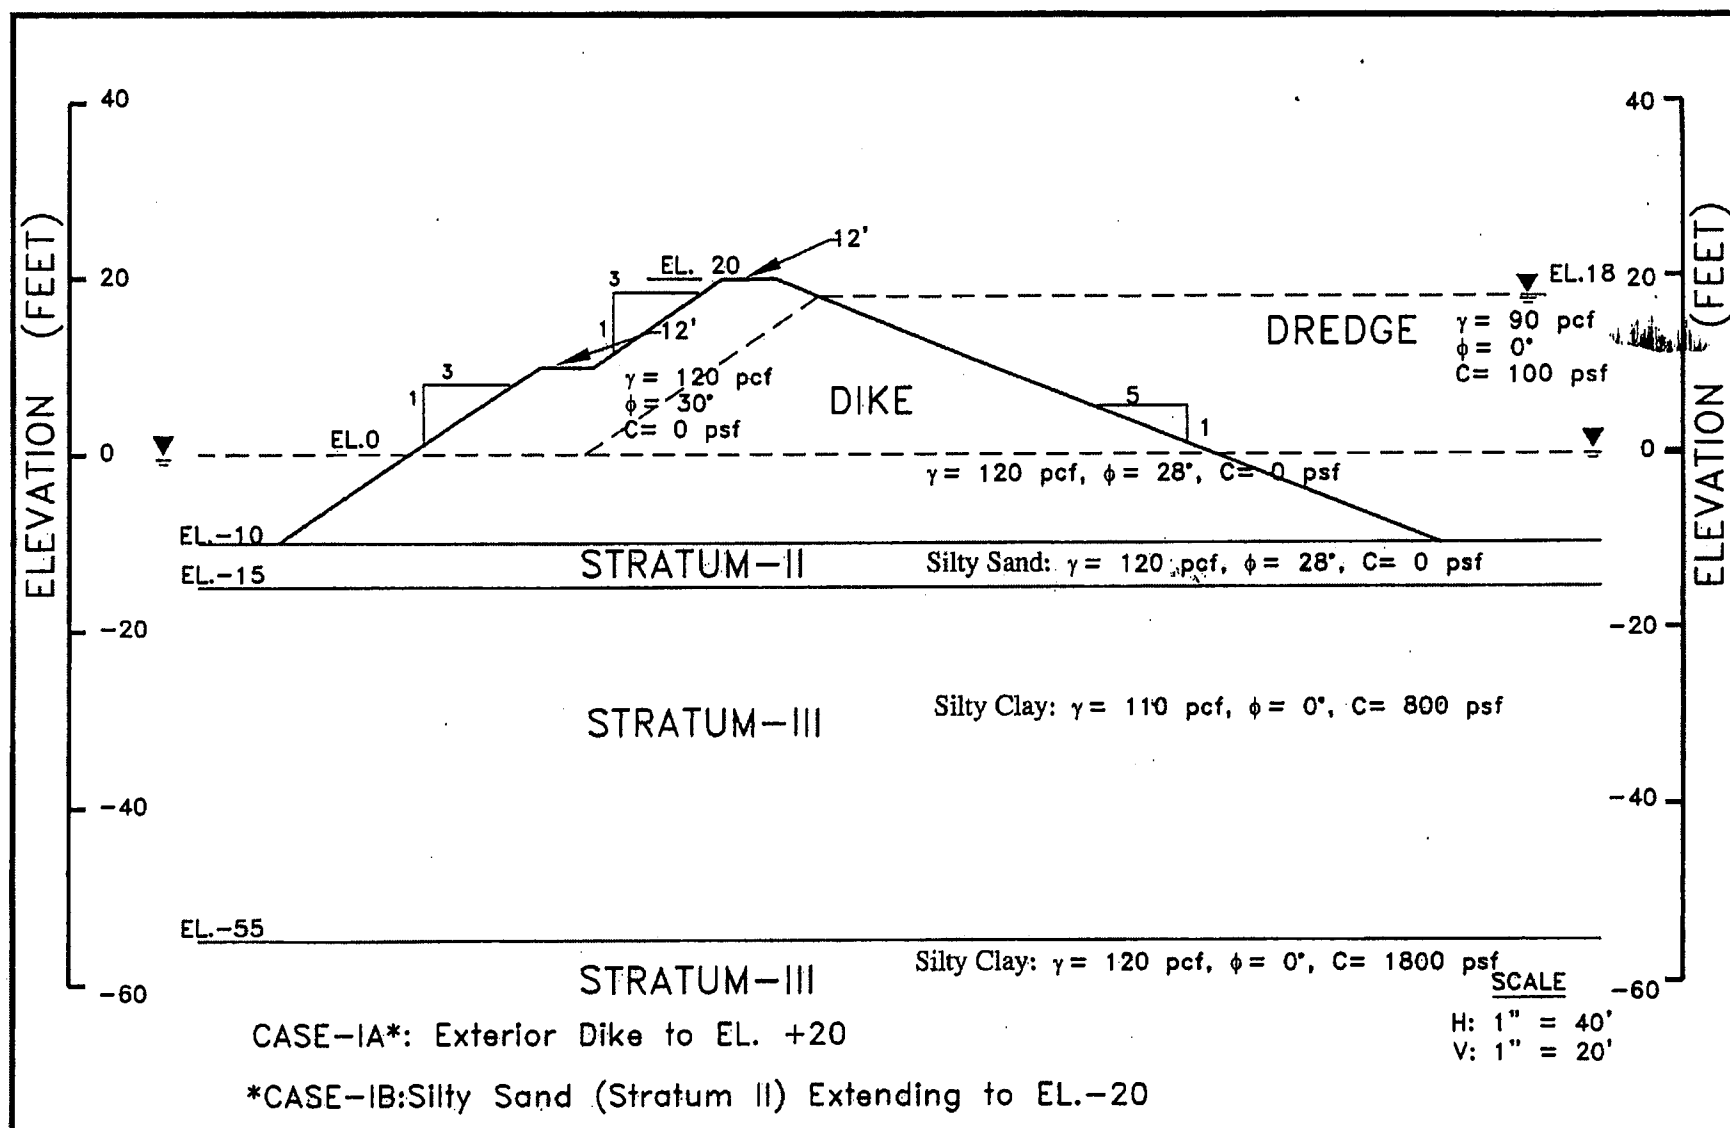 40
40
ELEVATION (FEET)
ELEVATION (FEET)
12'
EL. 20
20
3
EL.18
20
1
12'
DREDGE
γ= 90 pcf
ϕ= 0°
C= 100 psf
3
1
γ= 120 pcf
ϕ= 30°
C= 0 psf
DIKE
5
1
EL.0
0
0
γ= 120 pcf, ϕ= 28°, C= 0 psf
EL.-10
STRATUM-II
Silty Sand: γ= 120 pcf, ϕ= 28°, C= 0 psf
EL.-15
-20
-20
STRATUM-III
Silty Clay: γ= 110 pcf, ϕ= 0°, C= 800 psf
-40
-40
EL.-55
STRATUM-III
Silty Clay: γ= 120 pcf, ϕ= 0°, C= 1800 psf
-60
-60
SCALE
H: 1" = 40'
V: 1" = 20'
CASE-IA*: Exterior Dike to EL. +20
*CASE-IB:Silty Sand (Stratum II) Extending to EL.-20